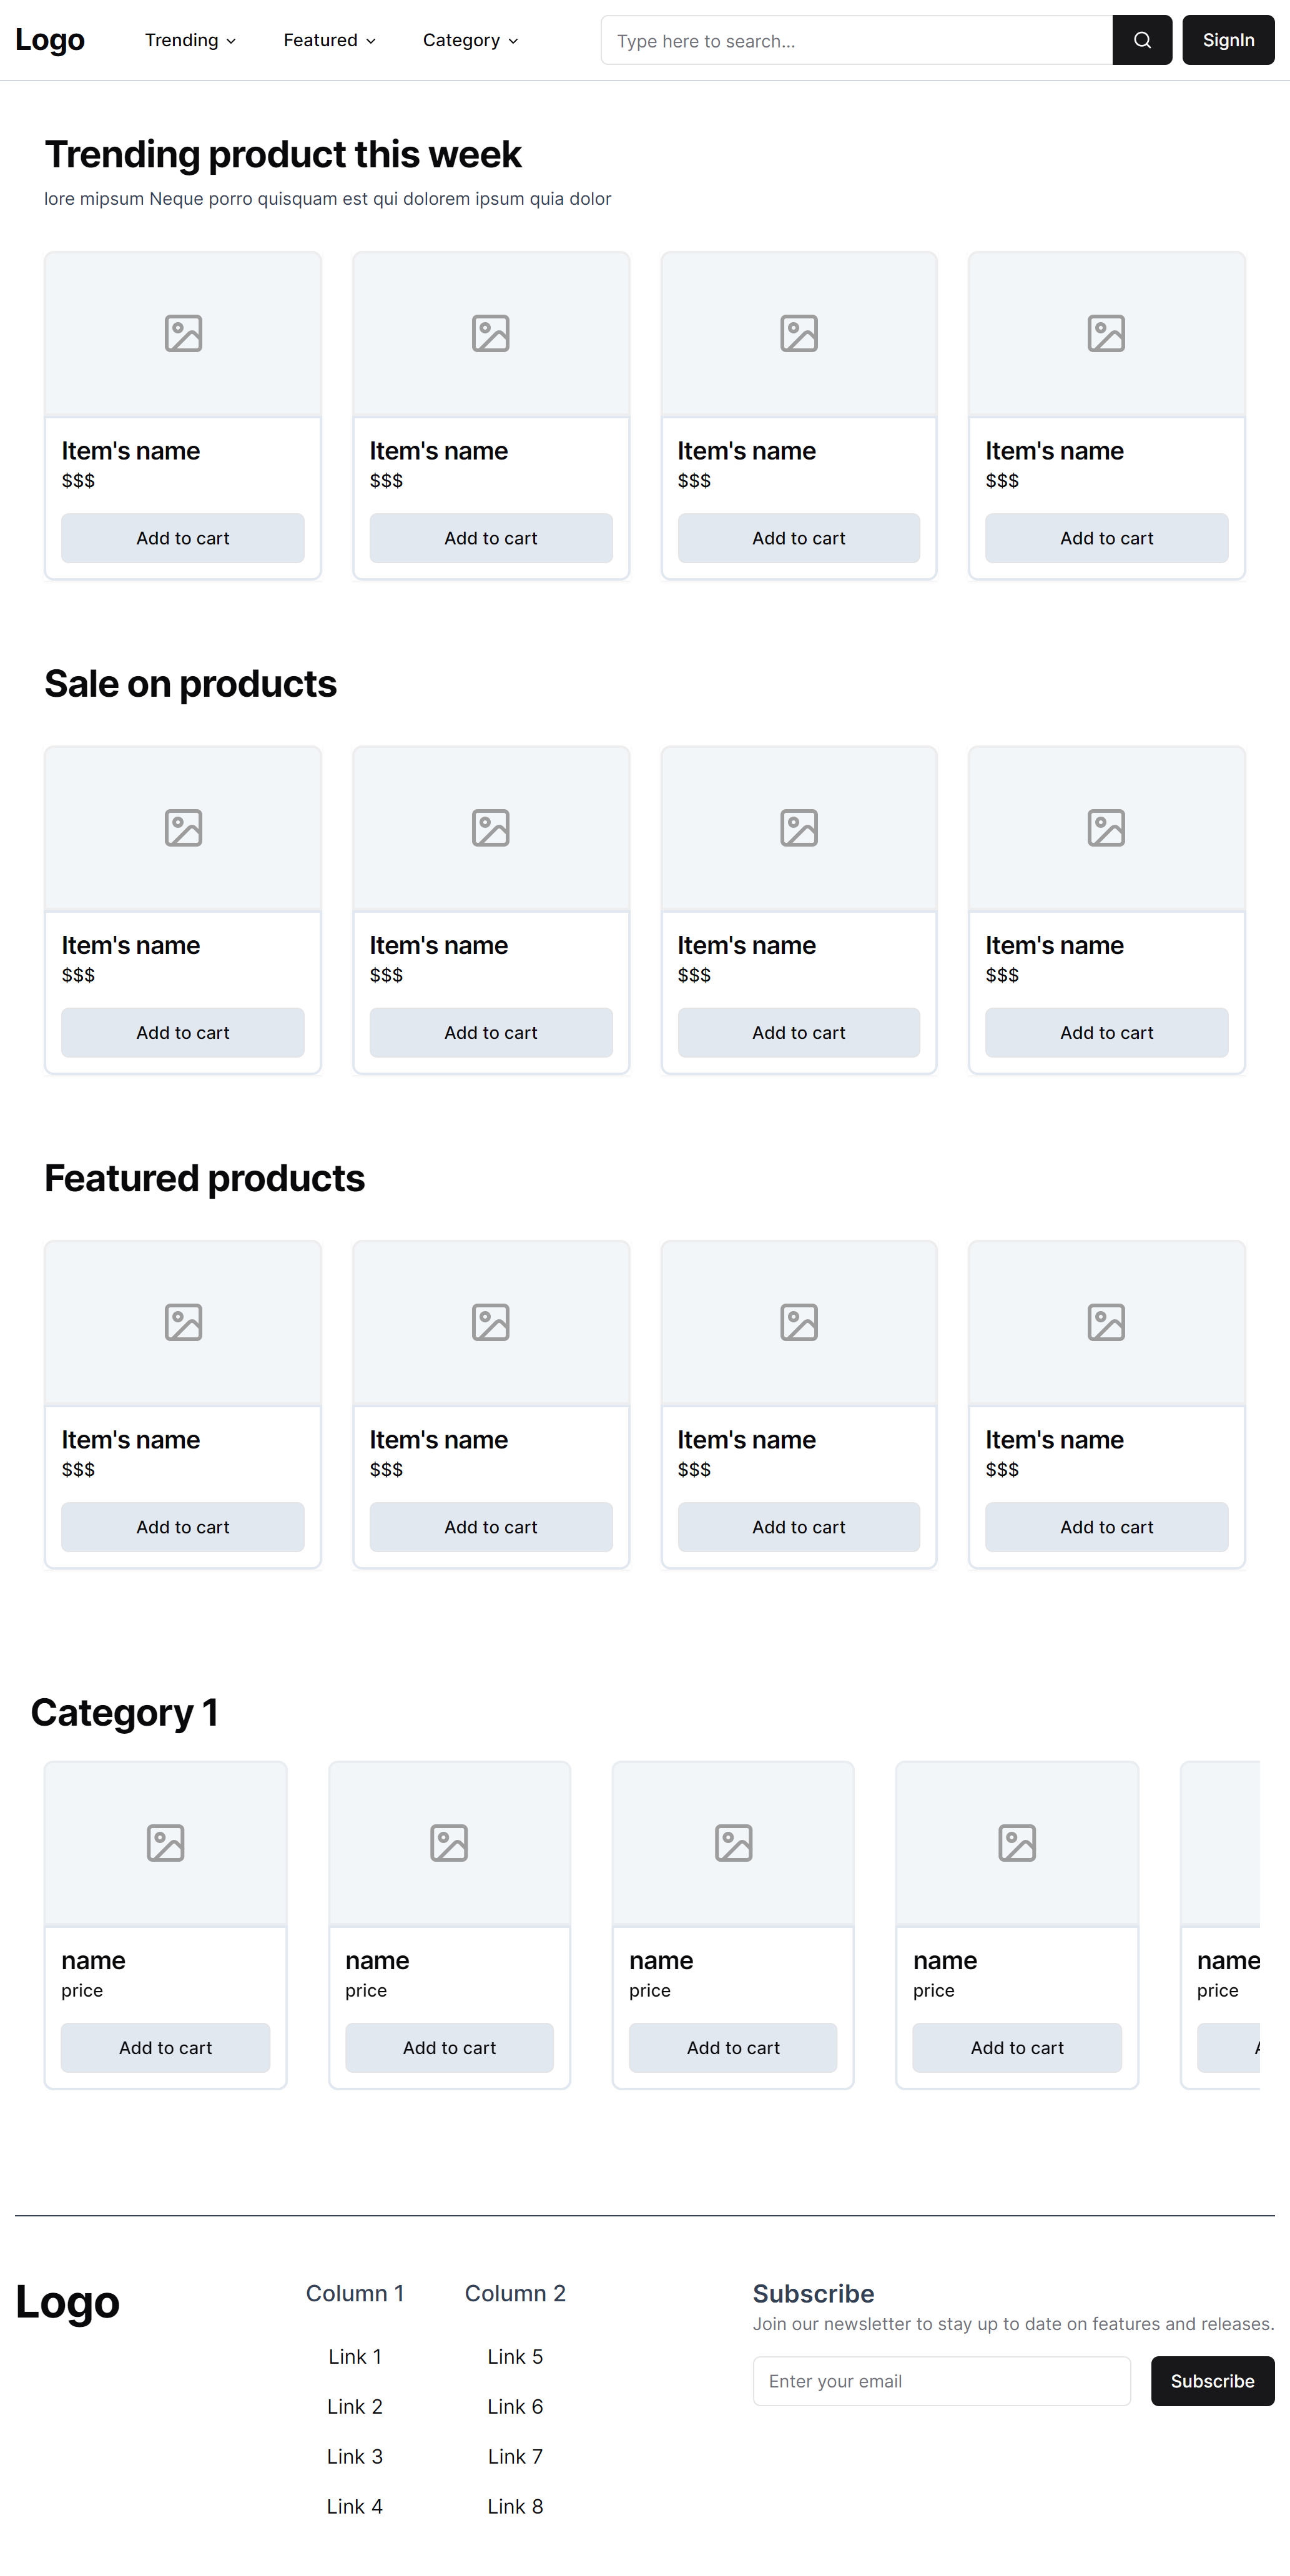 Logo
Trending
Featured
Category
Type here to search...
SignIn
Trending product this week
lore mipsum Neque porro quisquam est qui dolorem ipsum quia dolor
Item's name
$$$
Add to cart
Item's name
$$$
Add to cart
Item's name
$$$
Add to cart
Item's name
$$$
Add to cart
Sale on products
Item's name
$$$
Add to cart
Item's name
$$$
Add to cart
Item's name
$$$
Add to cart
Item's name
$$$
Add to cart
Featured products
Item's name
$$$
Add to cart
Item's name
$$$
Add to cart
Item's name
$$$
Add to cart
Item's name
$$$
Add to cart
Category 1
name
price
Add to cart
name
price
Add to cart
name
price
Add to cart
name
price
Add to cart
name
price
Logo
Column 1
Link 1
Link 2
Link 3
Link 4
Column 2
Link 5
Link 6
Link 7
Link 8
Subscribe
Join our newsletter to stay up to date on features and releases.
Enter your email
Subscribe